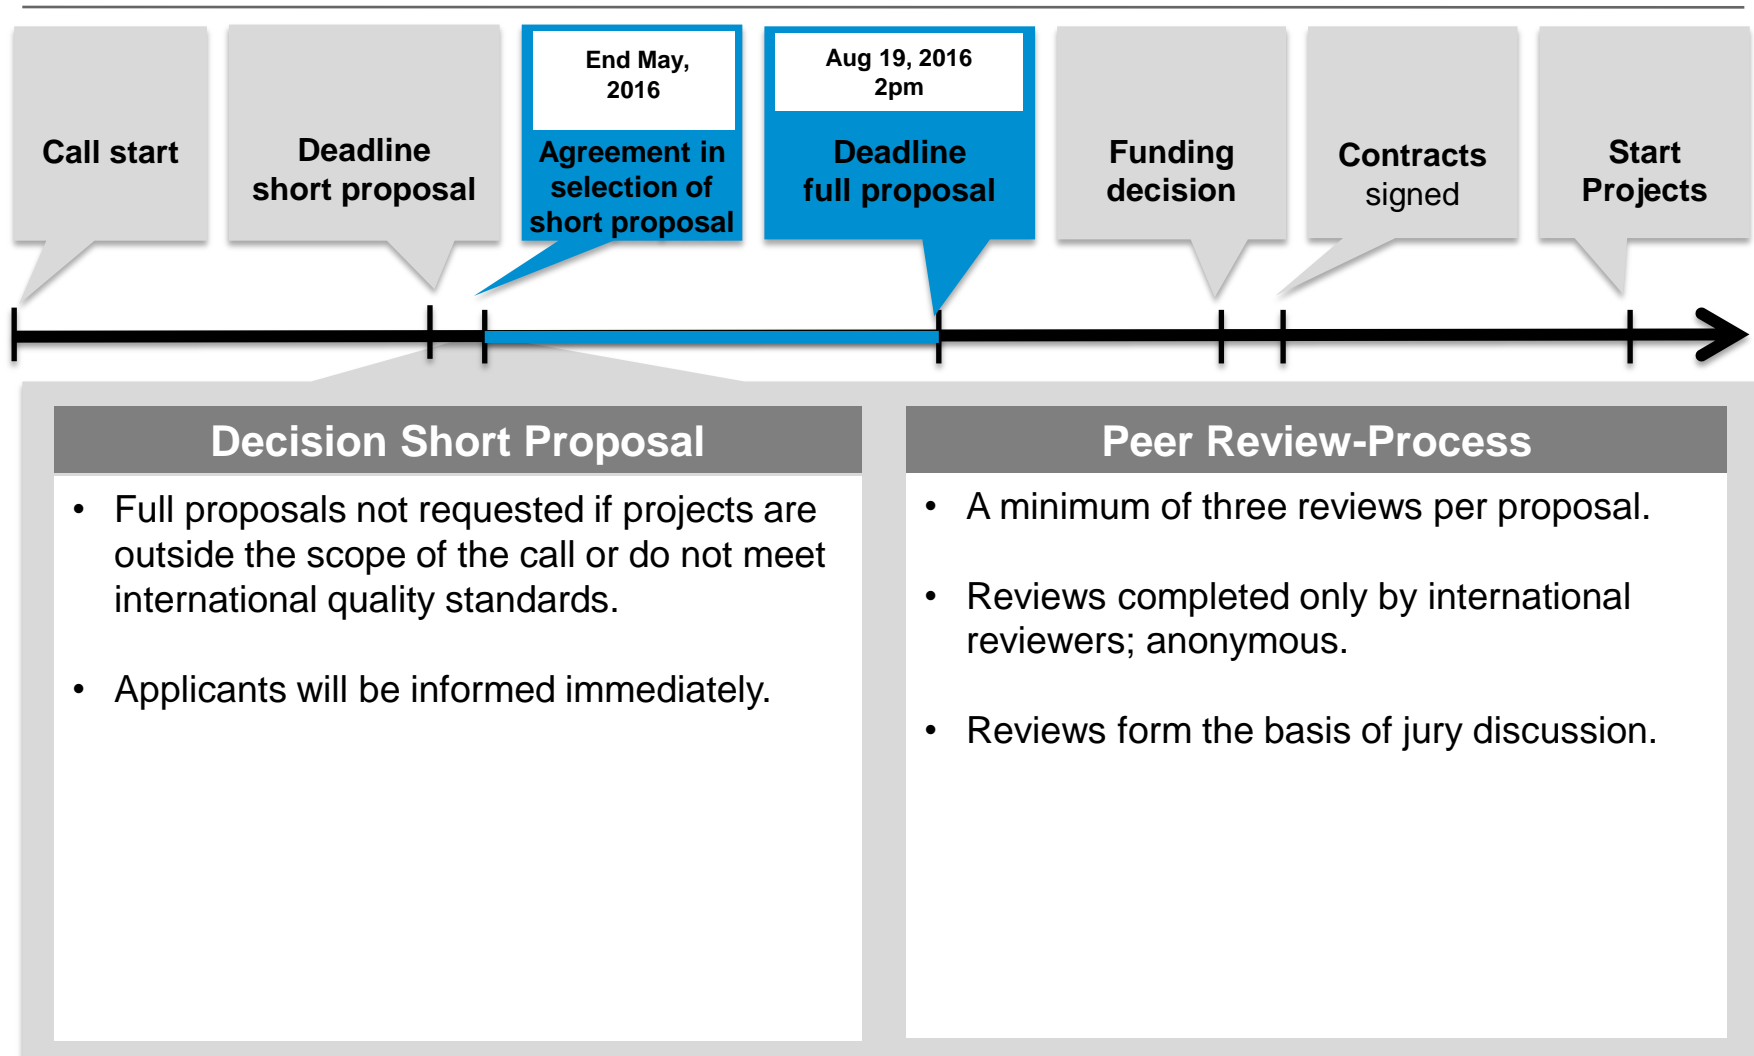 Call start
Deadline
short proposal
End May,
2016
Agreement in
selection of
short proposal
Aug 19, 2016
2pm
Deadline
full proposal
Funding
decision
Contracts
signed
Start
Projects
Decision Short Proposal
• Full proposals not requested if projects are
outside the scope of the call or do not meet
international quality standards.
• Applicants will be informed immediately.
Peer Review-Process
• A minimum of three reviews per proposal.
• Reviews completed only by international
reviewers; anonymous.
• Reviews form the basis of jury discussion.